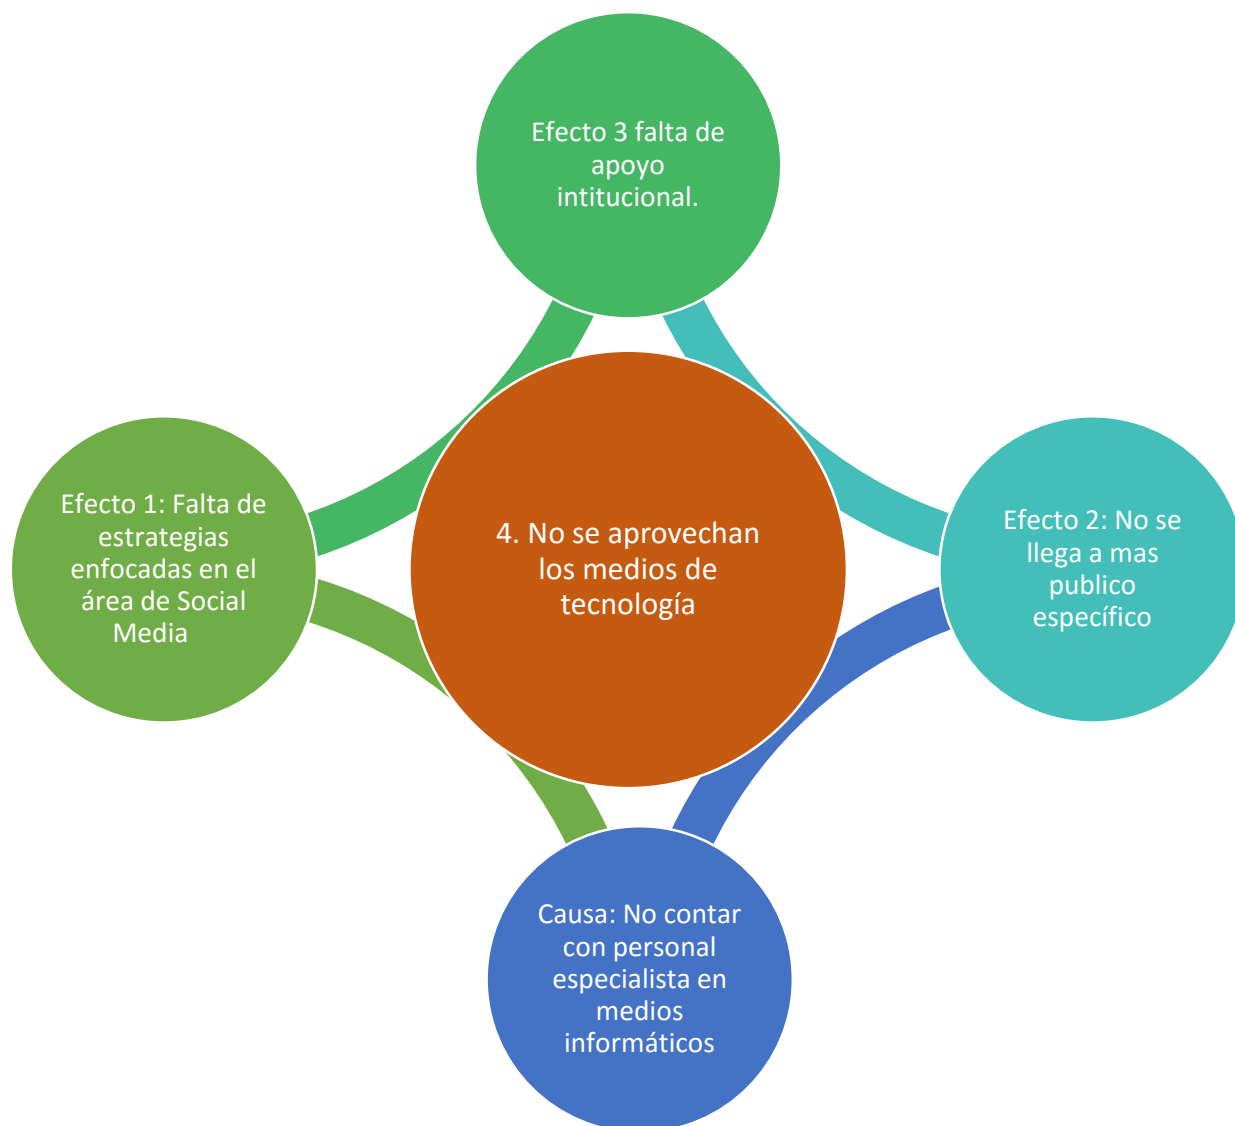 Efecto 3 falta de
apoyo
intitucional.
Efecto 1: Falta de
estrategias
enfocadas en el
área de Social
Media
4. No se aprovechan
los medios de
tecnología
Efecto 2: No se
llega a mas
publico
específico
Causa: No contar
con personal
especialista en
medios
informáticos